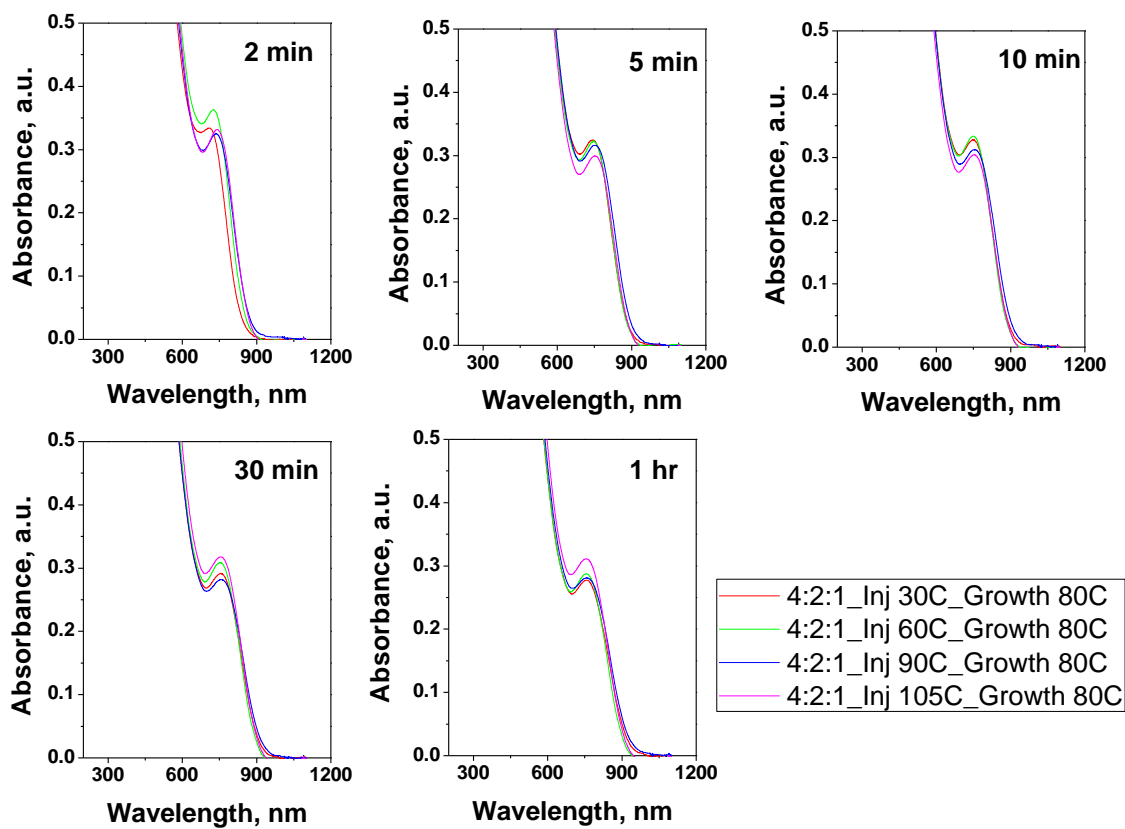 2 min
0.5
0.4
0.3
0.2
0.1
0.0
300 600 900 1200
Absorbance, a.u.
Wavelength, nm
5 min
0.5
0.4
0.3
0.2
0.1
0.0
300 600 900 1200
Absorbance, a.u.
Wavelength, nm
10 min
0.5
0.4
0.3
0.2
0.1
0.0
300 600 900 1200
Absorbance, a.u.
Wavelength, nm
30 min
0.5
0.4
0.3
0.2
0.1
0.0
300 600 900 1200
Absorbance, a.u.
Wavelength, nm
1 hr
0.5
0.4
0.3
0.2
0.1
0.0
300 600 900 1200
Absorbance, a.u.
Wavelength, nm
4:2:1_Inj 30C_Growth 80C
4:2:1_Inj 60C_Growth 80C
4:2:1_Inj 90C_Growth 80C
4:2:1_Inj 105C_Growth 80C